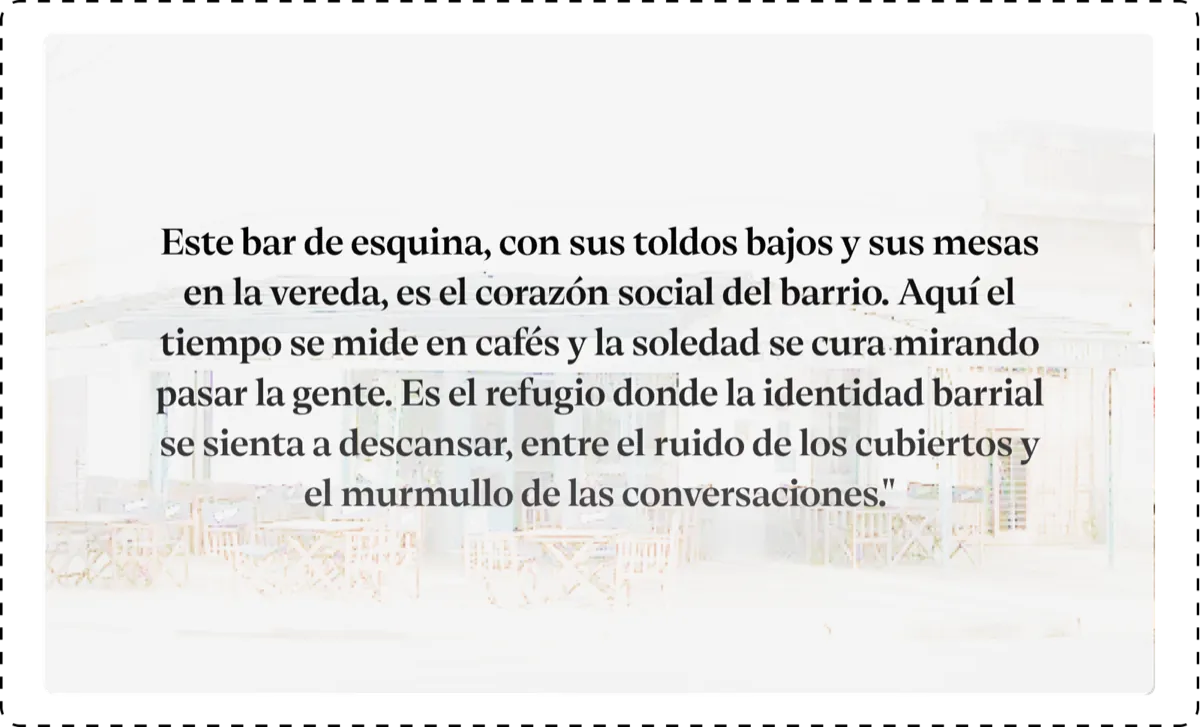 Este bar de esquina, con sus toldos bajos y sus mesas
en la vereda, es el corazón social del barrio. Aquí el
tiempo se mide en cafés y la soledad se cura mirando
pasar la gente. Es el refugio donde la identidad barrial
se sienta a descansar, entre el ruido de los cubiertos y
el murmullo de las conversaciones."